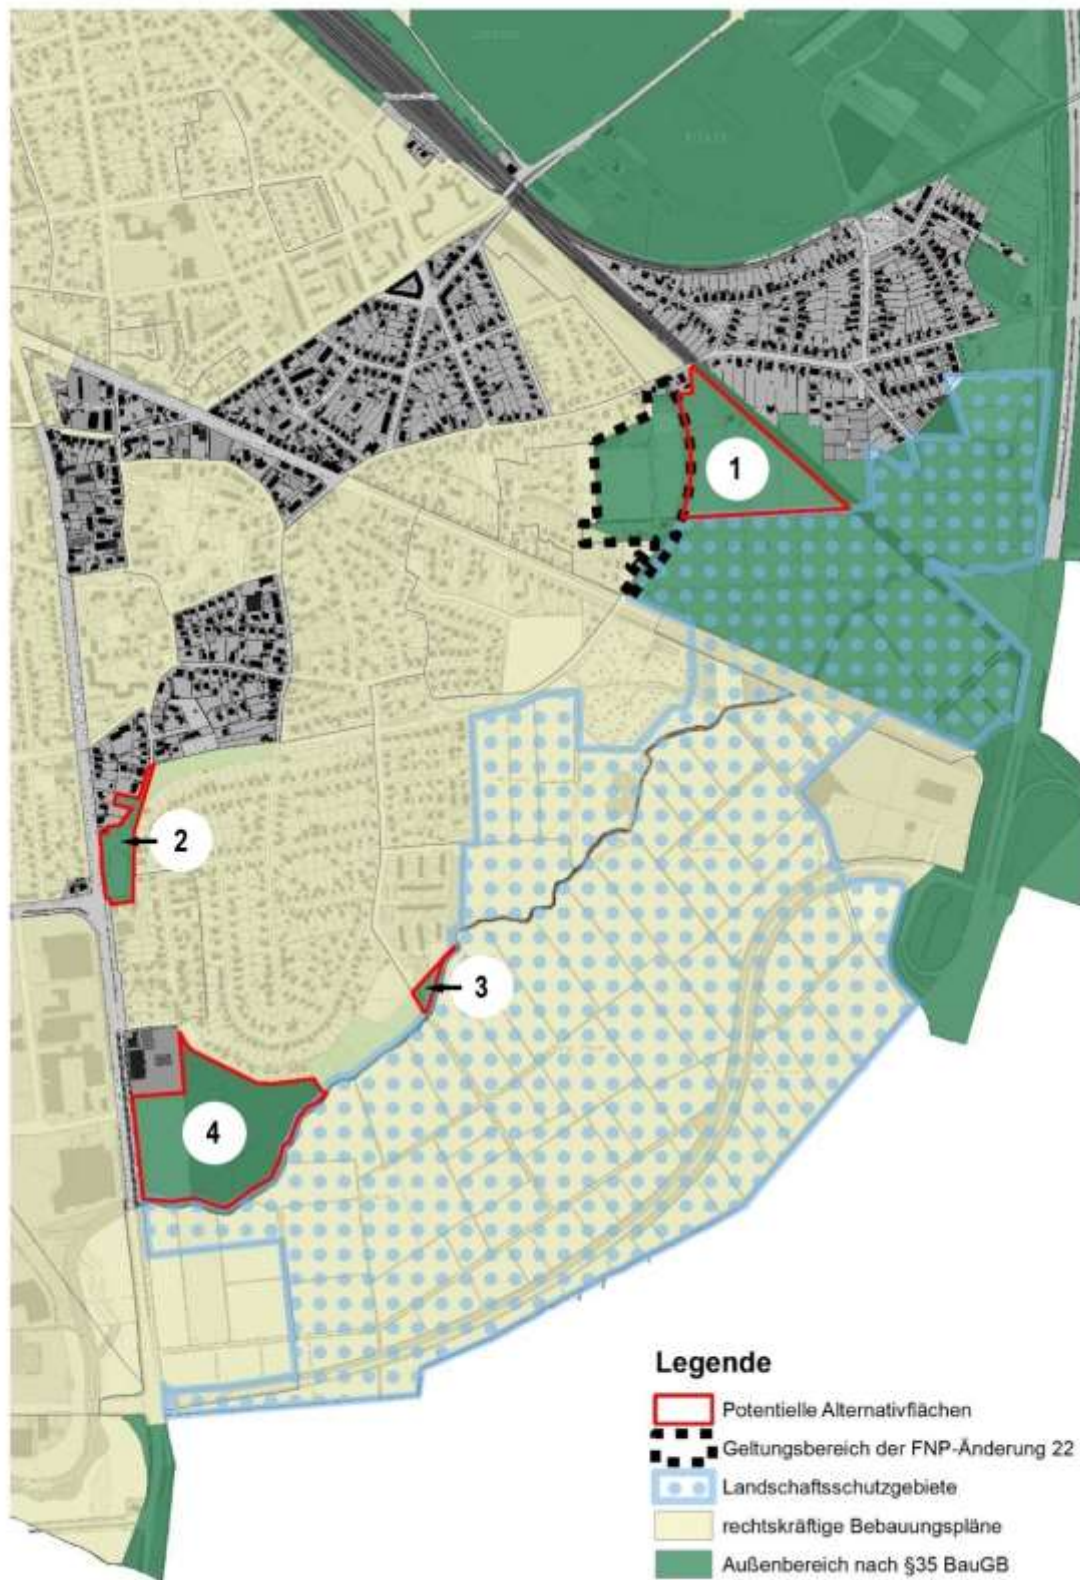 1
2
3
4
Legende
Potentielle Alternativflächen
Geltungsbereich der FNP-Änderung 22
Landschaftsschutzgebiete
rechtskräftige Bebauungspläne
Außenbereich nach §35 BauGB